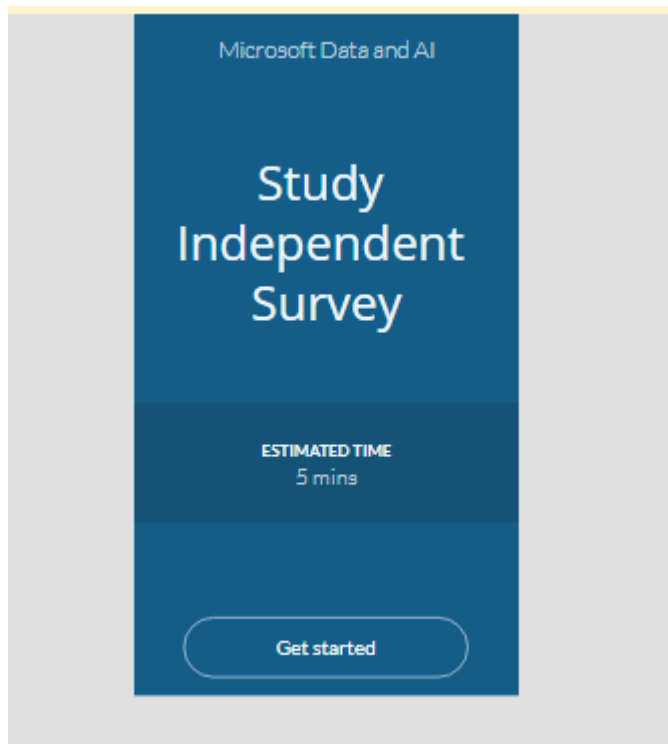 Microsoft Data and AI
Study
Independent
Survey
ESTIMATED TIME
5 mins
Get started